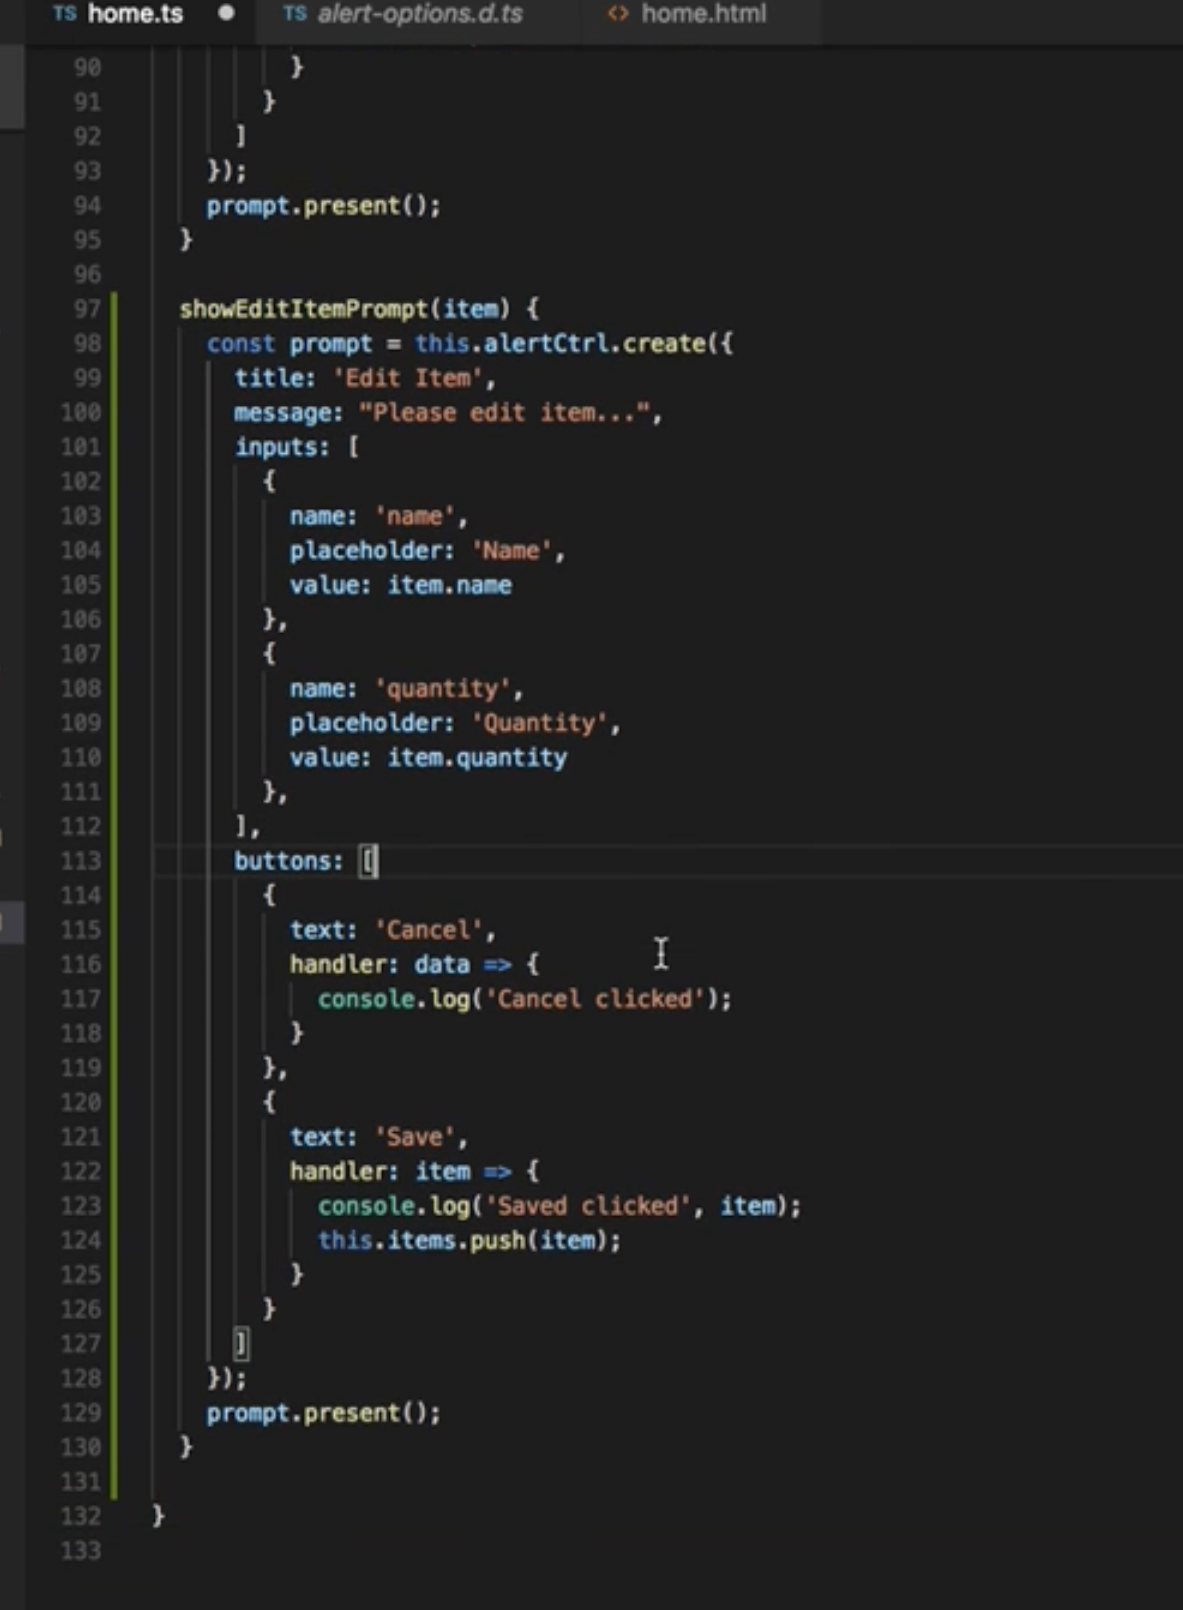 TS home.ts ● TS alert-options.d.ts <> home.html
90 }
91 }
92 ]
93 });
94 prompt.present();
95 }
96
97 showEditItemPrompt(item) {
98 const prompt = this.alertCtrl.create({
99 title: 'Edit Item',
100 message: "Please edit item...",
101 inputs: [
102 {
103 name: 'name',
104 placeholder: 'Name',
105 value: item.name
106 },
107 {
108 name: 'quantity',
109 placeholder: 'Quantity',
110 value: item.quantity
111 },
112 ],
113 buttons: [
114 {
115 text: 'Cancel',
116 handler: data => {
117 console.log('Cancel clicked');
118 }
119 },
120 {
121 text: 'Save',
122 handler: item => {
123 console.log('Saved clicked', item);
124 this.items.push(item);
125 }
126 }
127 ]
128 });
129 prompt.present();
130 }
131
132 }
133